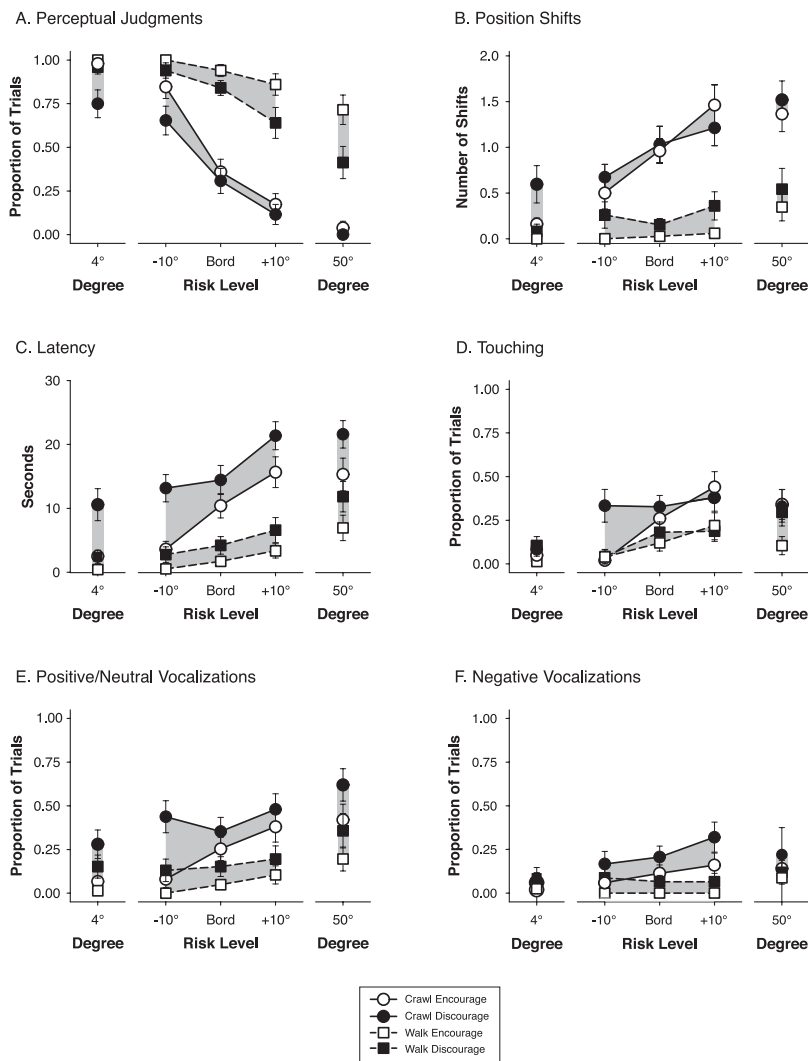 A. Perceptual Judgments
1.00
0.75
0.50
0.25
0.00
Proportion of Trials
4°
-10°
Bord
+10°
50°
Degree
Risk Level
Degree
B. Position Shifts
2.0
1.5
1.0
0.5
0.0
Number of Shifts
4°
-10°
Bord
+10°
50°
Degree
Risk Level
Degree
C. Latency
30
20
10
0
Seconds
4°
-10°
Bord
+10°
50°
Degree
Risk Level
Degree
D. Touching
1.00
0.75
0.50
0.25
0.00
Proportion of Trials
4°
-10°
Bord
+10°
50°
Degree
Risk Level
Degree
E. Positive/Neutral Vocalizations
1.00
0.75
0.50
0.25
0.00
Proportion of Trials
4°
-10°
Bord
+10°
50°
Degree
Risk Level
Degree
F. Negative Vocalizations
1.00
0.75
0.50
0.25
0.00
Proportion of Trials
4°
-10°
Bord
+10°
50°
Degree
Risk Level
Degree
Crawl Encourage
Crawl Discourage
Walk Encourage
Walk Discourage